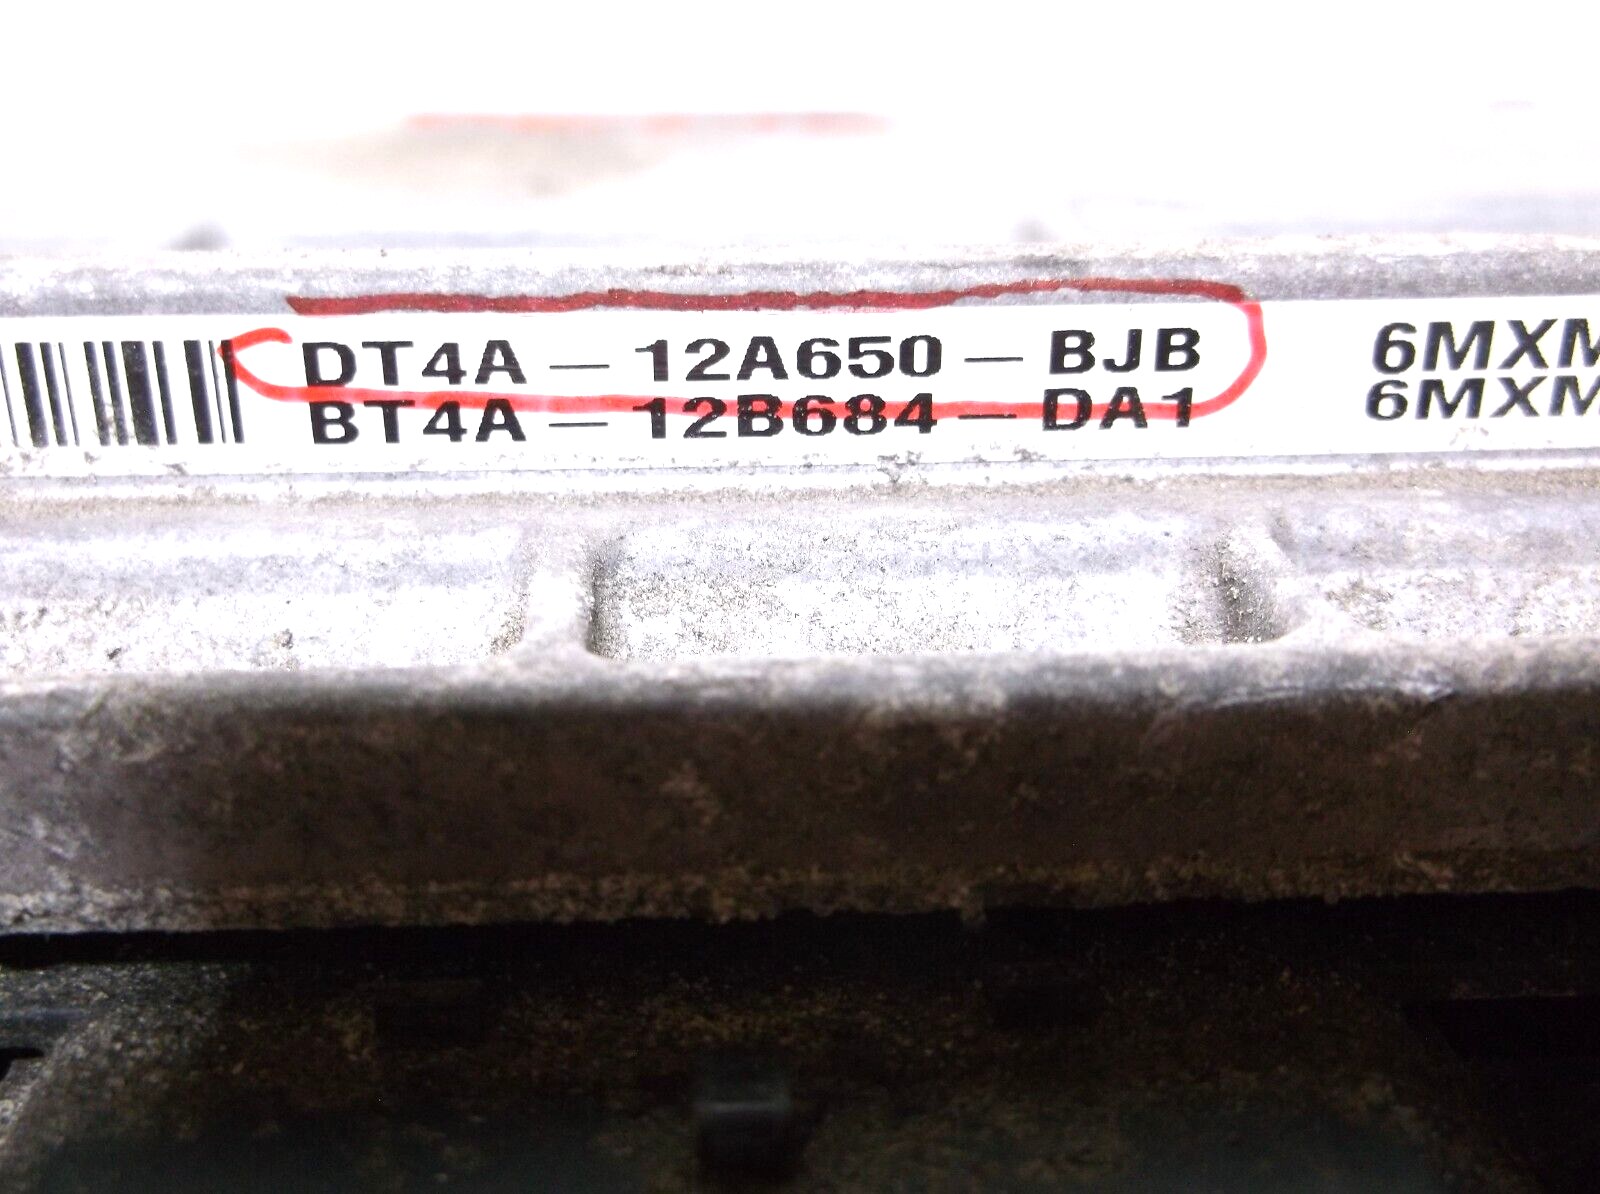 DT4A – 12A650 – BJB 6MXM
BT4A – 12B684 – DA1 6MXM